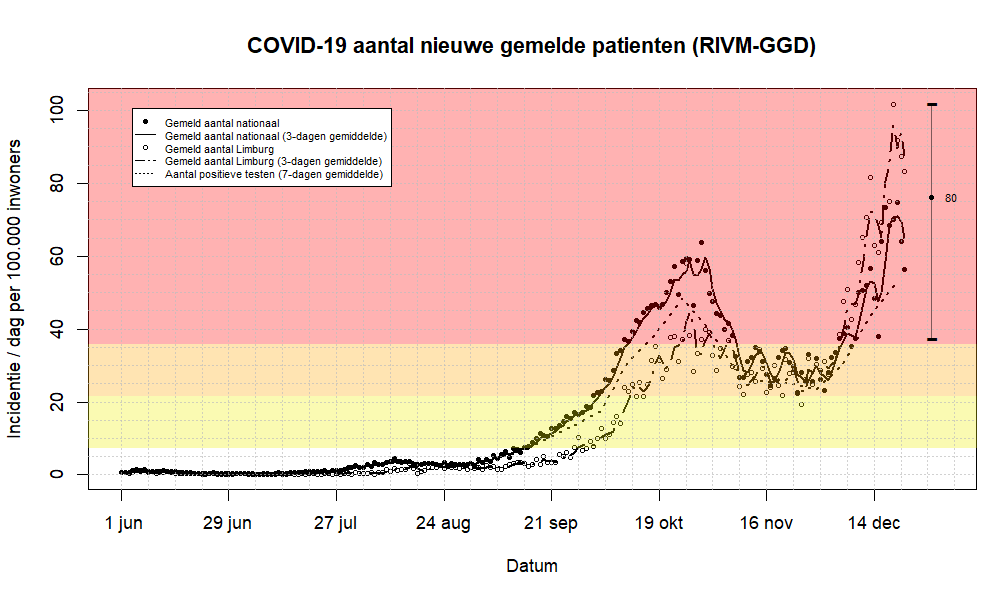 COVID-19 aantal nieuwe gemelde patienten (RIVM-GGD)
Incidentie / dag per 100.000 inwoners
100
80
60
40
20
0
Gemeld aantal nationaal
Gemeld aantal nationaal (3-dagen gemiddelde)
Gemeld aantal Limburg
Gemeld aantal Limburg (3-dagen gemiddelde)
Aantal positieve testen (7-dagen gemiddelde)
80
1 jun 29 jun 27 jul 24 aug 21 sep 19 okt 16 nov 14 dec
Datum